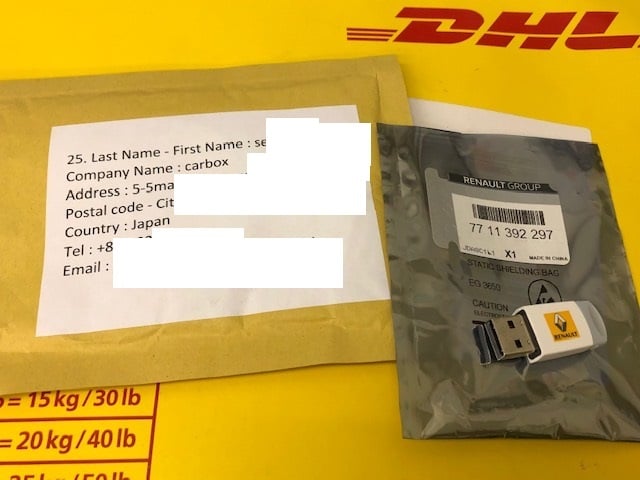 DHL
25. Last Name - First Name : se
Company Name : carbox
Address : 5-5ma
Postal code - Cit
Country : Japan
Tel : +8
Email :
RENAULT GROUP
77 11 392 297
X1 MADE IN CHINA
STATIC SHIELDING BAG
EG 3650
CAUTION
RENAULT
= 15 kg / 30 lb
= 20 kg / 40 lb